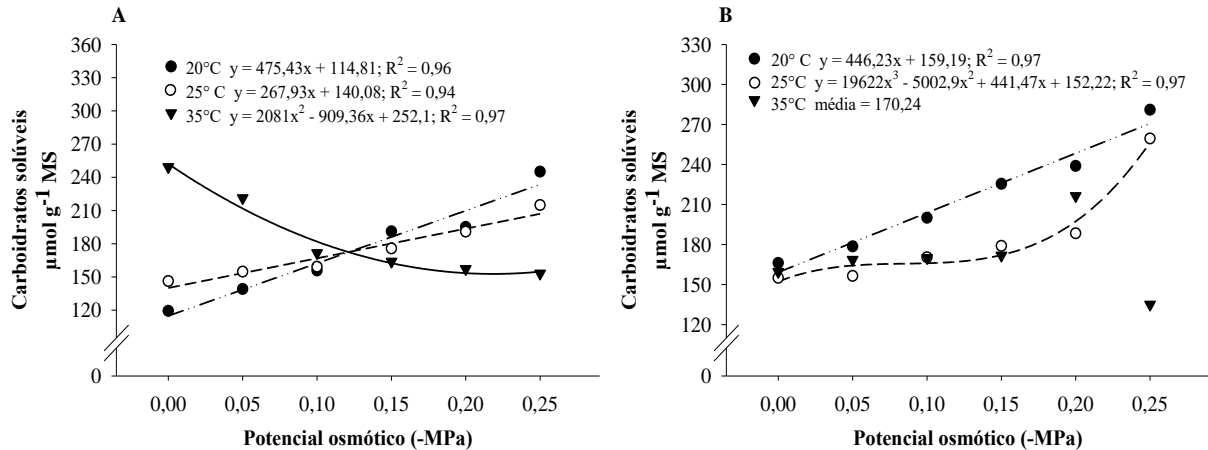 A
360
330
300
270
240
210
180
150
120
0
Carboidratos solúveis
µmol g-1 MS
20°C y = 475,43x + 114,81; R2 = 0,96
25° C y = 267,93x + 140,08; R2 = 0,94
35°C y = 2081x2 - 909,36x + 252,1; R2 = 0,97
0,00 0,05 0,10 0,15 0,20 0,25
Potencial osmótico (-MPa)
B
330
300
270
240
210
180
150
120
0
Carboidratos solúveis
µmol g-1 MS
20° C y = 446,23x + 159,19; R2 = 0,97
25°C y = 19622x3 - 5002,9x2 + 441,47x + 152,22; R2 = 0,97
35°C média = 170,24
0,00 0,05 0,10 0,15 0,20 0,25
Potencial osmótico (-MPa)